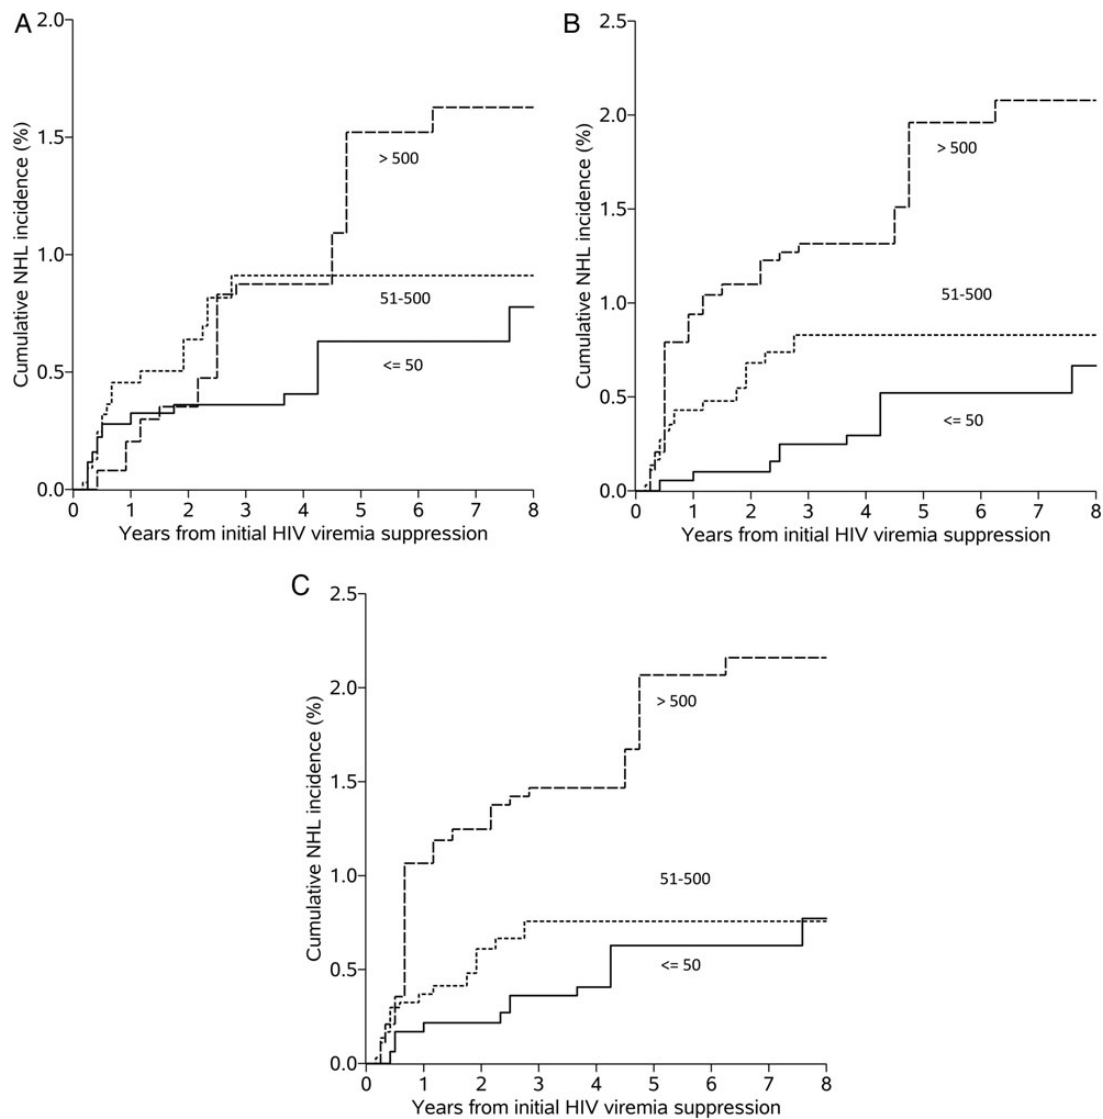 A
Cumulative NHL incidence (%)
2.0
1.5
1.0
0.5
0.0
> 500
51-500
<= 50
0 1 2 3 4 5 6 7 8
Years from initial HIV viremia suppression
B
Cumulative NHL incidence (%)
2.5
2.0
1.5
1.0
0.5
0.0
> 500
51-500
<= 50
0 1 2 3 4 5 6 7 8
Years from initial HIV viremia suppression
C
Cumulative NHL incidence (%)
2.5
2.0
1.5
1.0
0.5
0.0
> 500
51-500
<= 50
0 1 2 3 4 5 6 7 8
Years from initial HIV viremia suppression